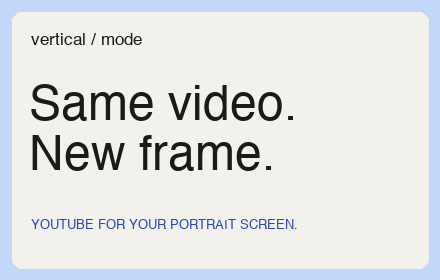 vertical / mode
Same video.
New frame.
YOUTUBE FOR YOUR PORTRAIT SCREEN.